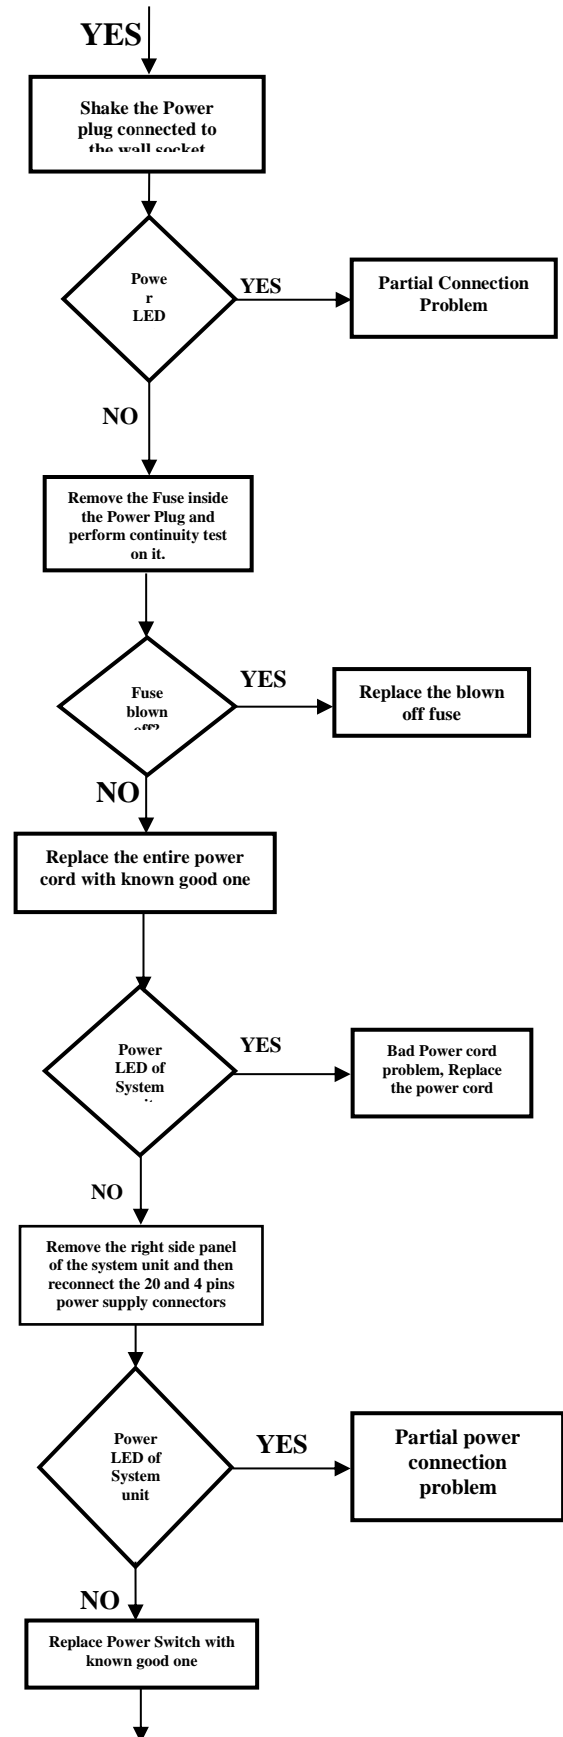 YES
Shake the Power
plug connected to
the wall socket
Powe
r
LED
YES
Partial Connection
Problem
NO
Remove the Fuse inside
the Power Plug and
perform continuity test
on it.
Fuse
blown
off?
YES
Replace the blown
off fuse
NO
Replace the entire power
cord with known good one
Power
LED of
System
YES
Bad Power cord
problem, Replace
the power cord
NO
Remove the right side panel
of the system unit and then
reconnect the 20 and 4 pins
power supply connectors
Power
LED of
System
unit
YES
Partial power
connection
problem
NO
Replace Power Switch with
known good one